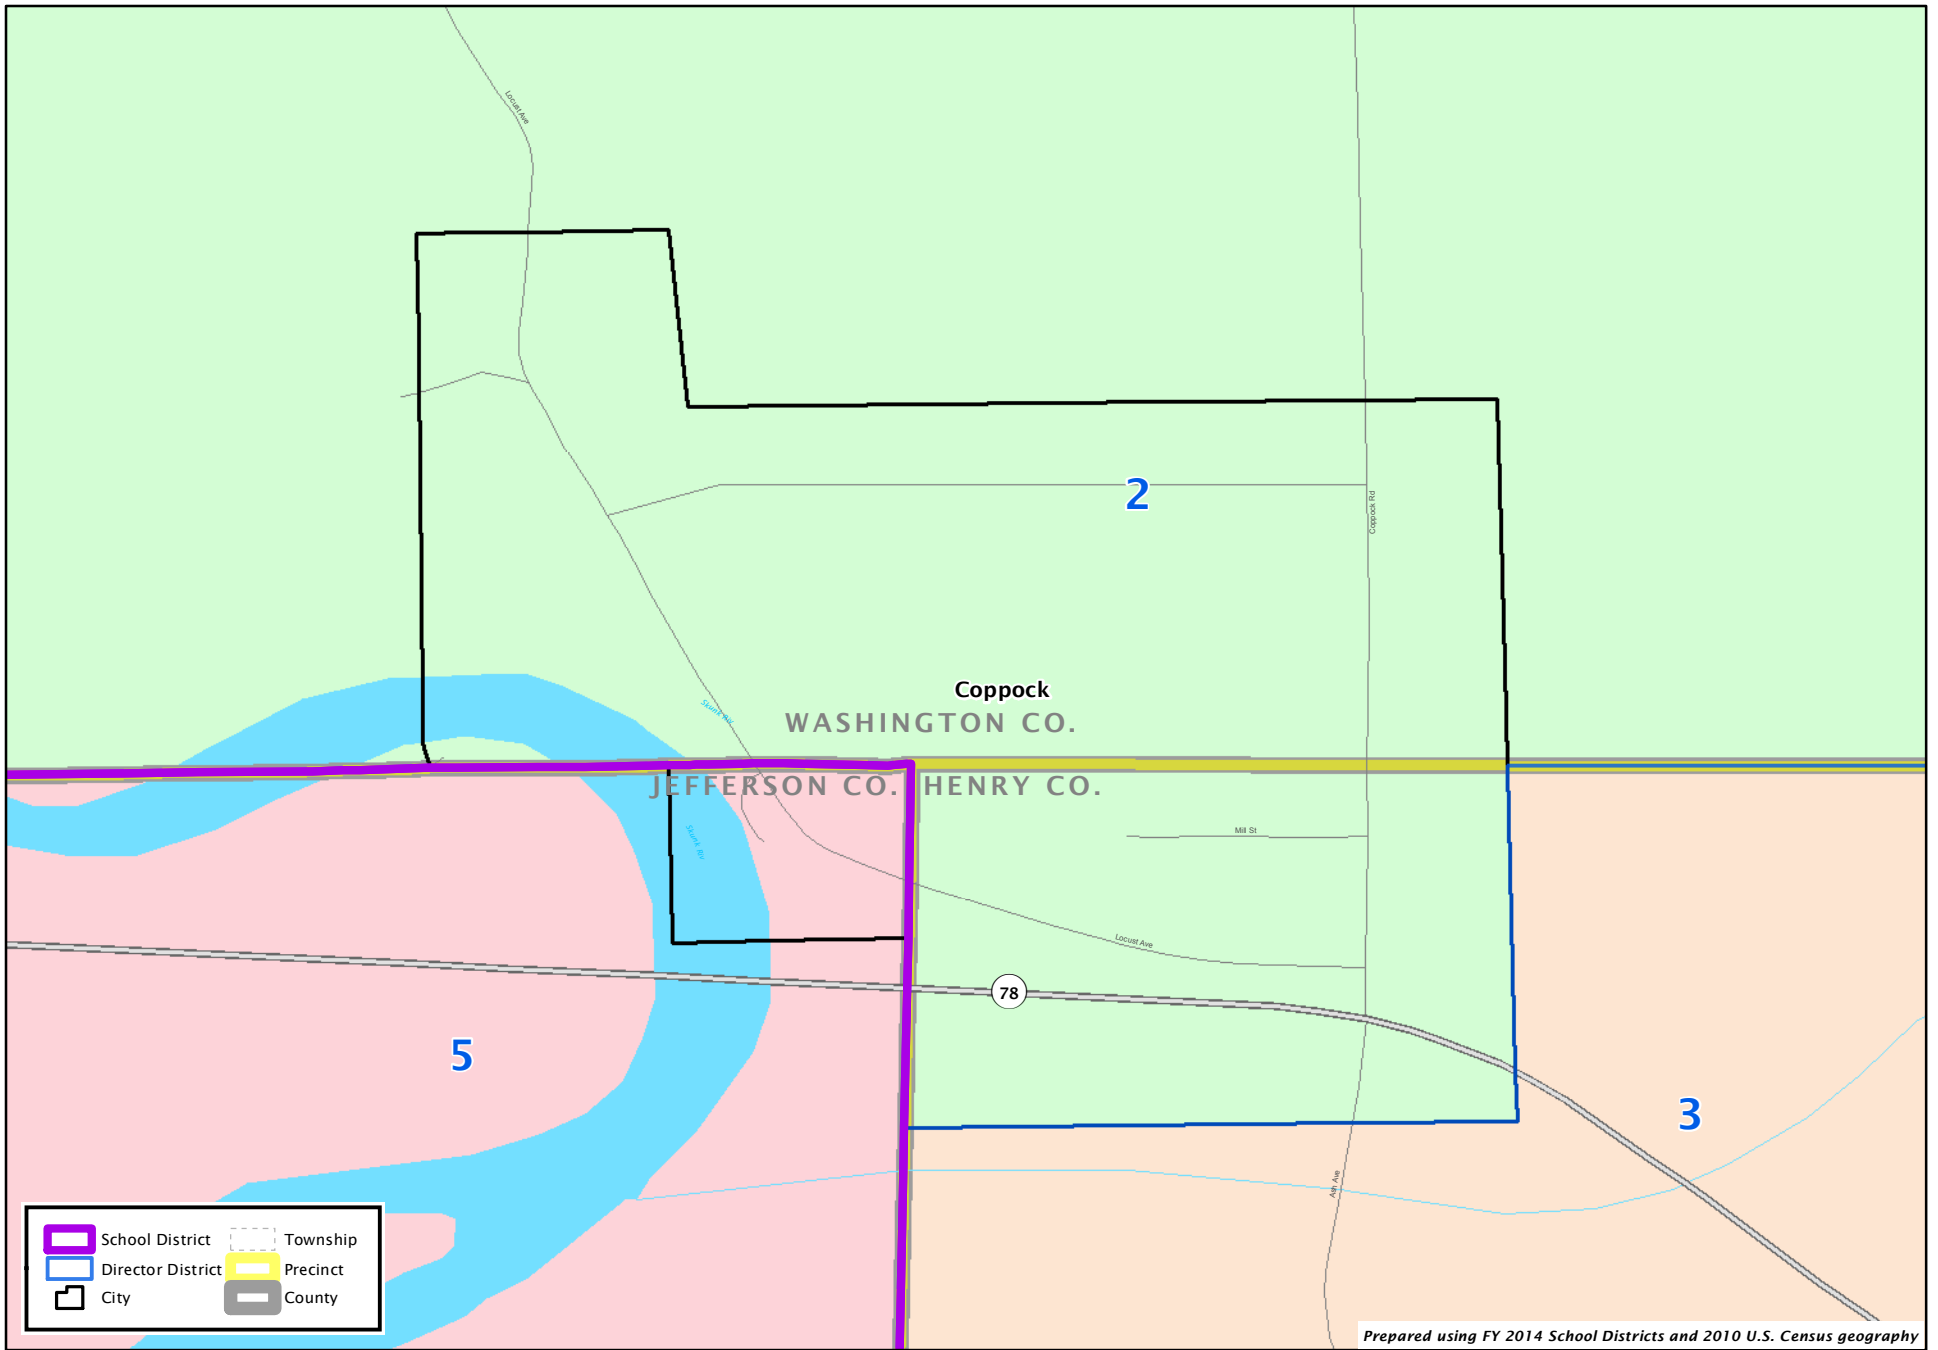 Locust Ave
2
Coppock Rd
Coppock
Skunk Riv
WASHINGTON CO.
JEFFERSON CO.
HENRY CO.
Skunk Riv
Mill St
Locust Ave
78
5
3
Ash Ave
School District
Township
Director District
Precinct
City
County
Prepared using FY 2014 School Districts and 2010 U.S. Census geography